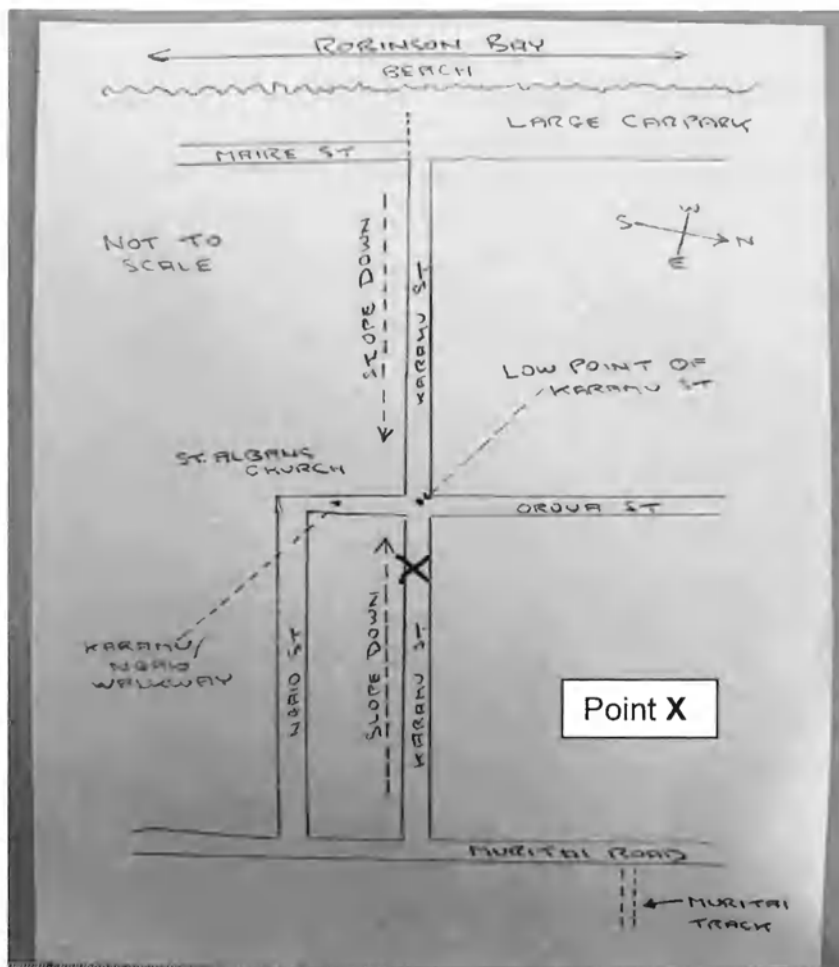 ROBINSON BAY
BEACH
LARGE CARPARK
MAIRE ST
NOT TO
SCALE
S W N
E
SLOPE DOWN
KARAMU ST
LOW POINT OF
KARAMU ST
ST. ALBANS
CHURCH
OROUA ST
X
KARAMU/
NGAIO
WALKWAY
NGAIO ST
SLOPE DOWN
KARAMU ST
Point X
MURITAI ROAD
MURITAI
TRACK